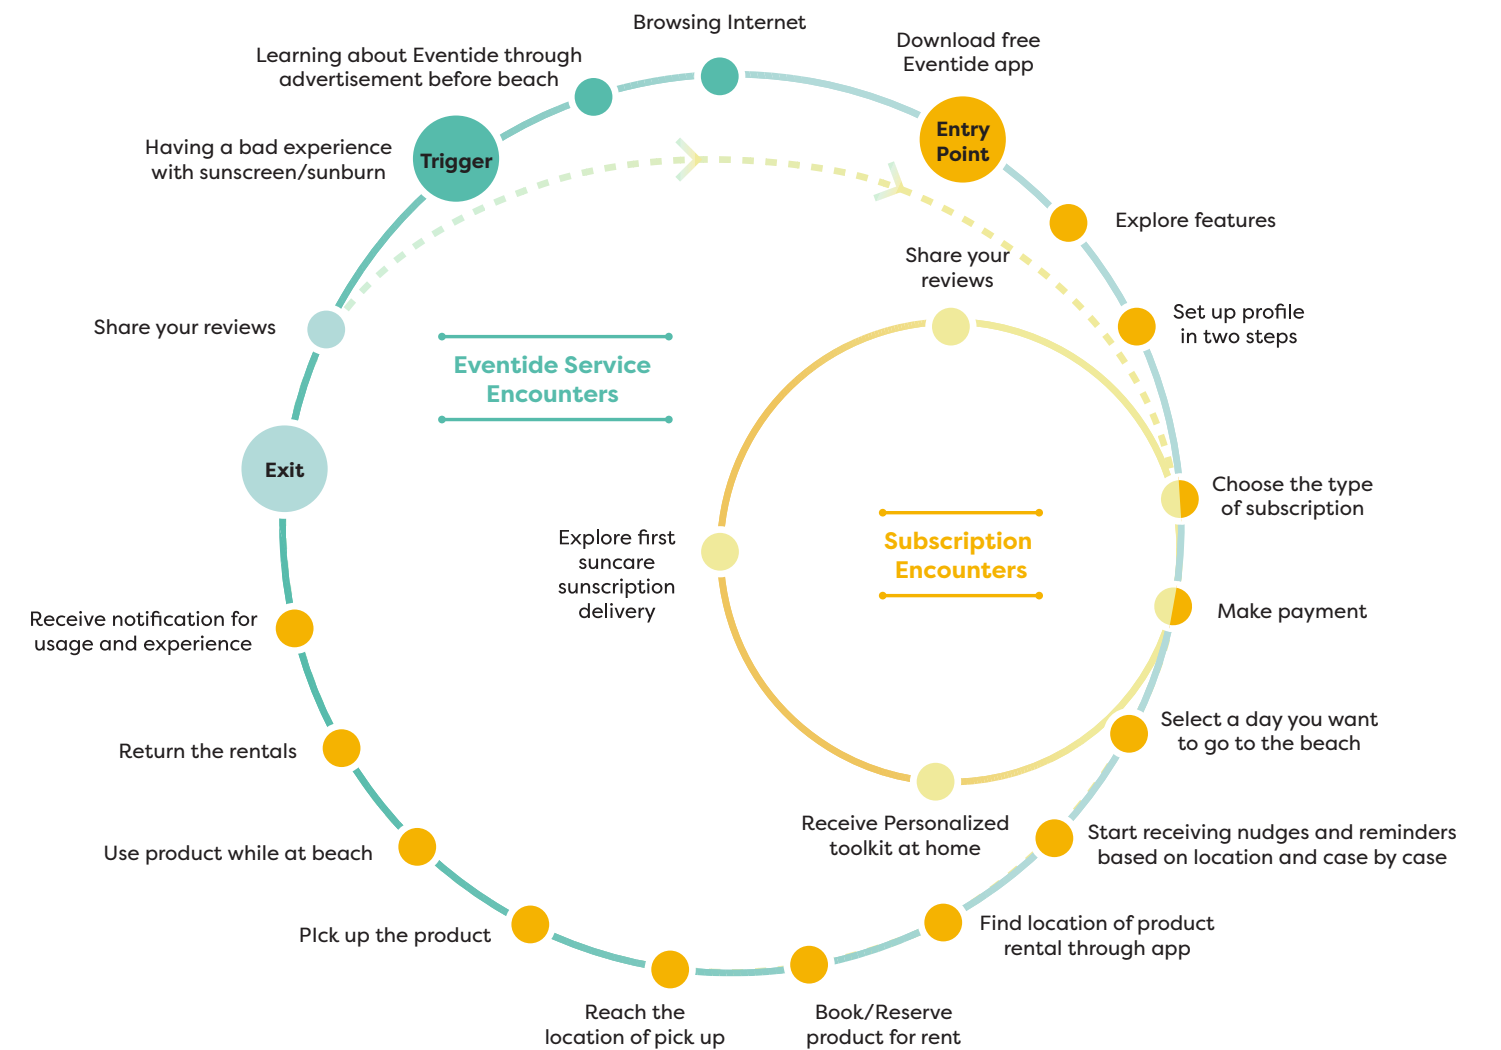 Browsing Internet
Learning about Eventide through
advertisement before beach
Download free
Eventide app
Having a bad experience
with sunscreen/sunburn
Trigger
Entry
Point
Explore features
Share your
reviews
Set up profile
in two steps
Share your reviews
Eventide Service
Encounters
Exit
Choose the type
of subscription
Explore first
suncare
sunscription
delivery
Subscription
Encounters
Receive notification for
usage and experience
Make payment
Return the rentals
Select a day you want
to go to the beach
Receive Personalized
toolkit at home
Use product while at beach
Start receiving nudges and reminders
based on location and case by case
PIck up the product
Find location of product
rental through app
Reach the
location of pick up
Book/Reserve
product for rent